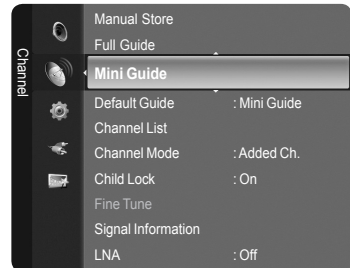 Channel
Manual Store
Full Guide
Mini Guide
Default Guide : Mini Guide
Channel List
Channel Mode : Added Ch.
Child Lock : On
Fine Tune
Signal Information
LNA : Off